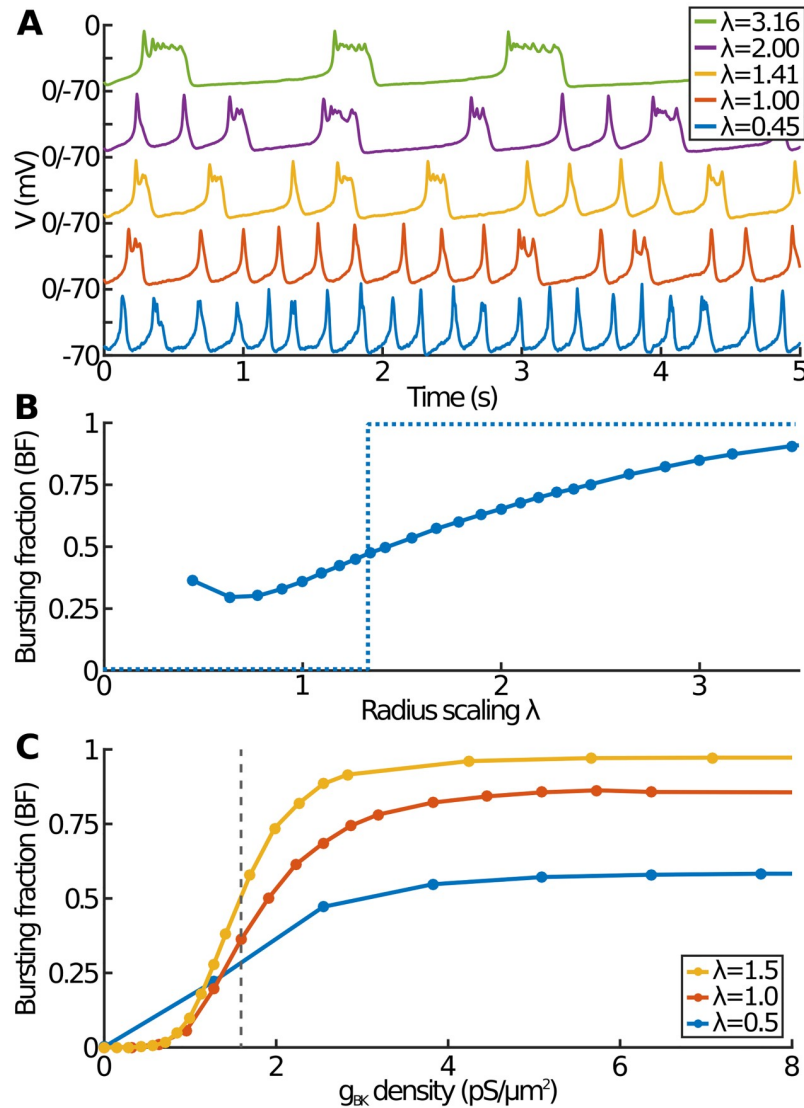 A
0
0/-70
0/-70
0/-70
0/-70
-70
V (mV)
0 1 2 3 4 5
Time (s)
λ=3.16
λ=2.00
λ=1.41
λ=1.00
λ=0.45
B
1
0.75
0.5
0.25
0
Bursting fraction (BF)
0 1 2 3
Radius scaling λ
C
1
0.75
0.5
0.25
0
Bursting fraction (BF)
λ=1.5
λ=1.0
λ=0.5
0 2 4 6 8
gBK density (pS/µm²)